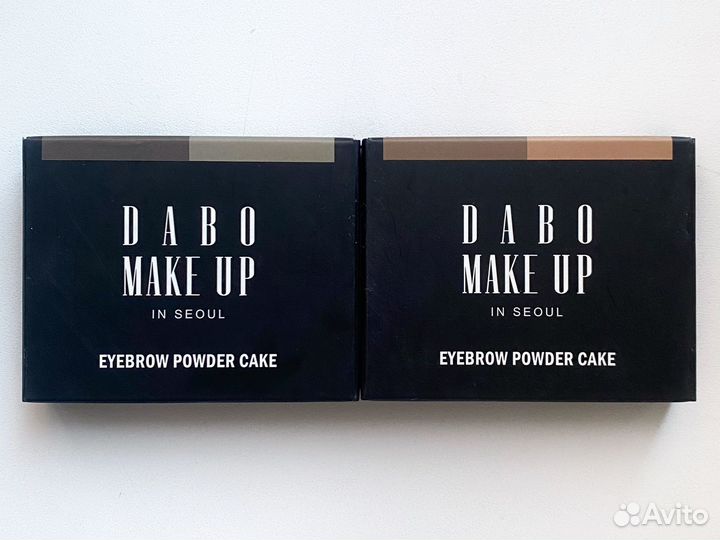 DABO
MAKE UP
IN SEOUL
EYEBROW POWDER CAKE
DABO
MAKE UP
IN SEOUL
EYEBROW POWDER CAKE
Avito